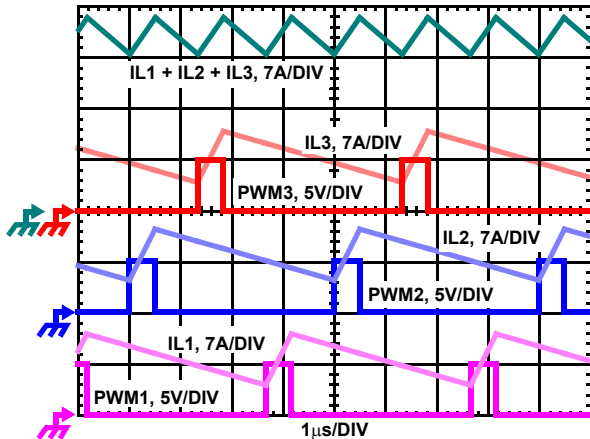 IL1 + IL2 + IL3, 7A/DIV
IL3, 7A/DIV
PWM3, 5V/DIV
IL2, 7A/DIV
PWM2, 5V/DIV
IL1, 7A/DIV
PWM1, 5V/DIV
1μs/DIV